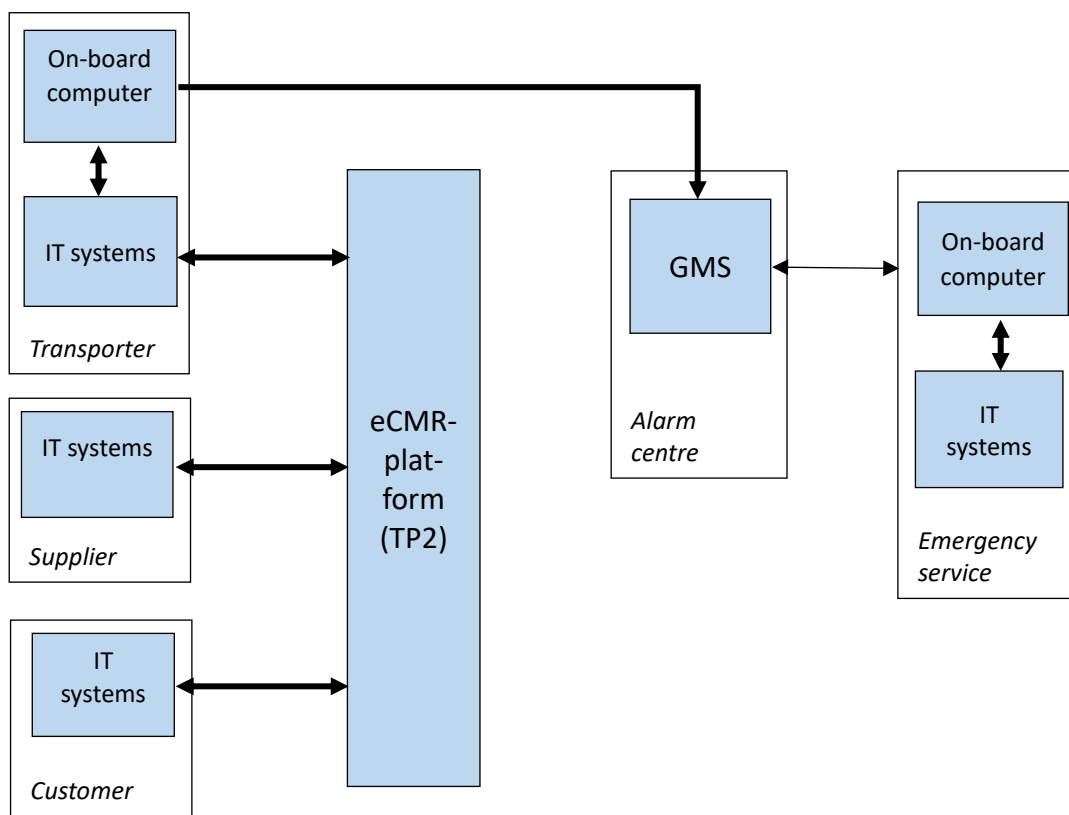 On-board
computer
IT systems
Transporter
IT systems
Supplier
IT
systems
Customer
eCMR-
plat-
form
(TP2)
GMS
Alarm
centre
On-board
computer
IT
systems
Emergency
service